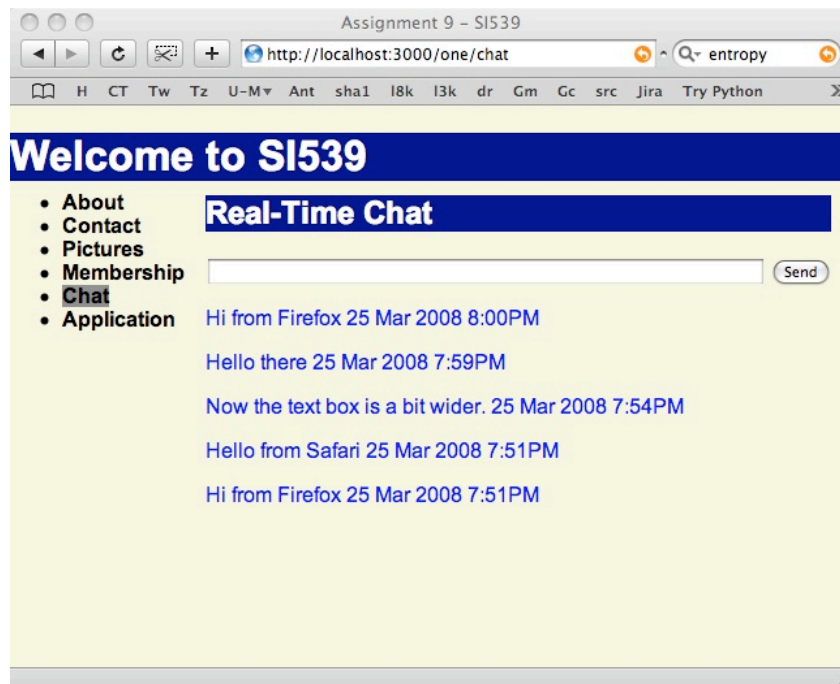 Assignment 9 – SI539
http://localhost:3000/one/chat
entropy
H CT Tw Tz U-M Ant sha1 l8k l3k dr Gm Gc src Jira Try Python
Welcome to SI539
About
Contact
Pictures
Membership
Chat
Application
Real-Time Chat
Send
Hi from Firefox 25 Mar 2008 8:00PM
Hello there 25 Mar 2008 7:59PM
Now the text box is a bit wider. 25 Mar 2008 7:54PM
Hello from Safari 25 Mar 2008 7:51PM
Hi from Firefox 25 Mar 2008 7:51PM